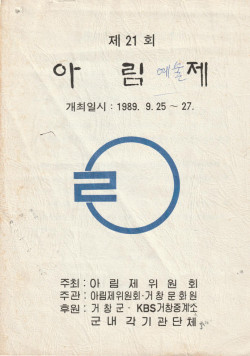 제 21 회
아 림 예술 제
개최일시 : 1989. 9. 25 ~ 27.
주최 : 아 림 제 위 원 회
주관 : 아림제위원회·거창문화원
후원 : 거 창 군 · KBS거창중계소
군 내 각 기 관 단 체